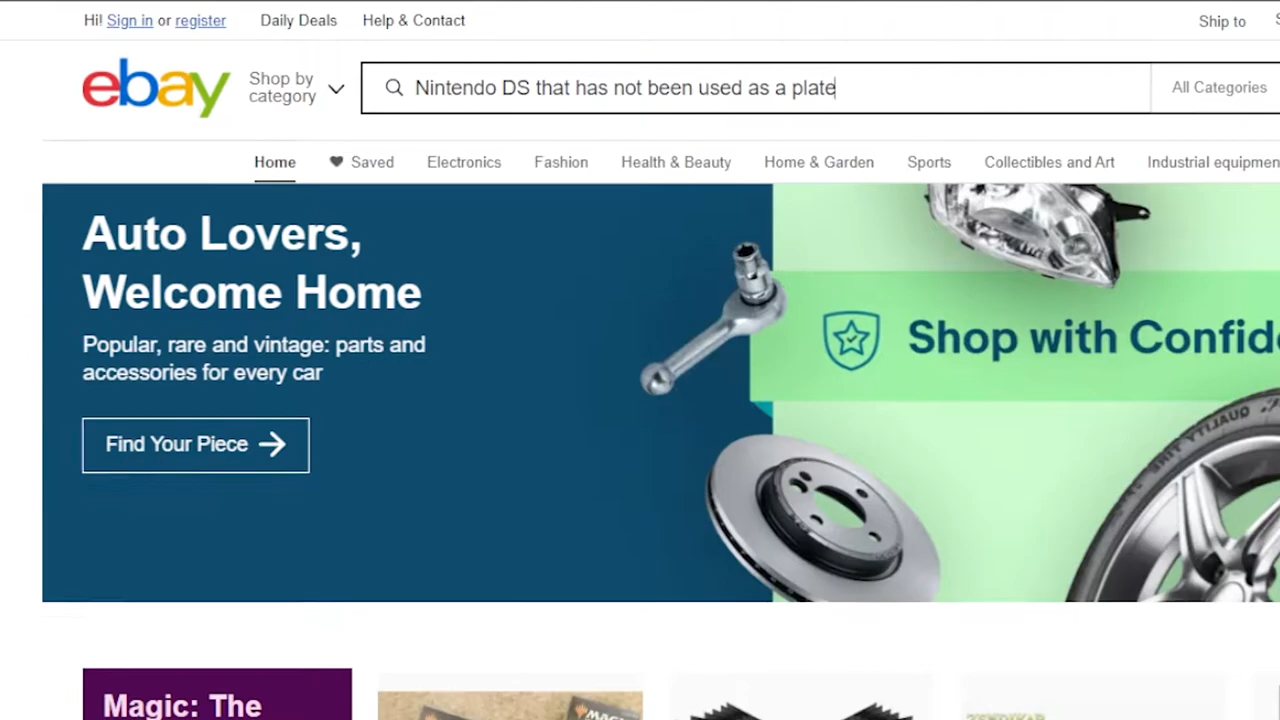 Hi! Sign in or register Daily Deals Help & Contact Ship to
ebay
Shop by
category
Nintendo DS that has not been used as a plate
All Categories
Home Saved Electronics Fashion Health & Beauty Home & Garden Sports Collectibles and Art Industrial equipmen
Auto Lovers,
Welcome Home
Popular, rare and vintage: parts and
accessories for every car
Find Your Piece
Shop with Confid
QUALITY TIRE
Magic: The
MAGIC